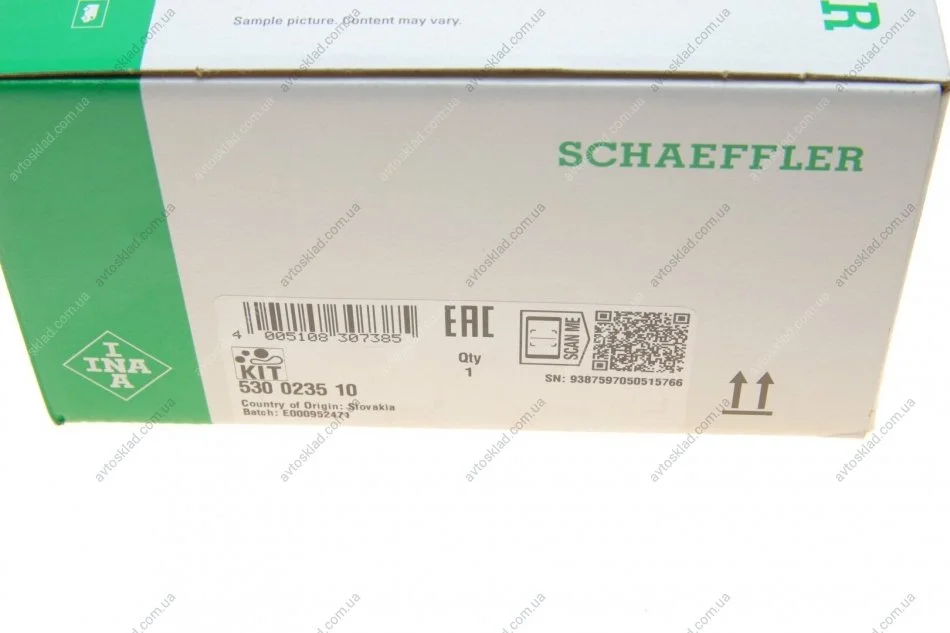 Sample picture. Content may vary.
R
SCHAEFFLER
4 005108 307385
EAC
Qty
1
SCAN ME
SN: 9387597050515766
KIT
530 0235 10
Country of Origin: Slovakia
Batch: E000952471
INA
INA
avtosklad.com.ua